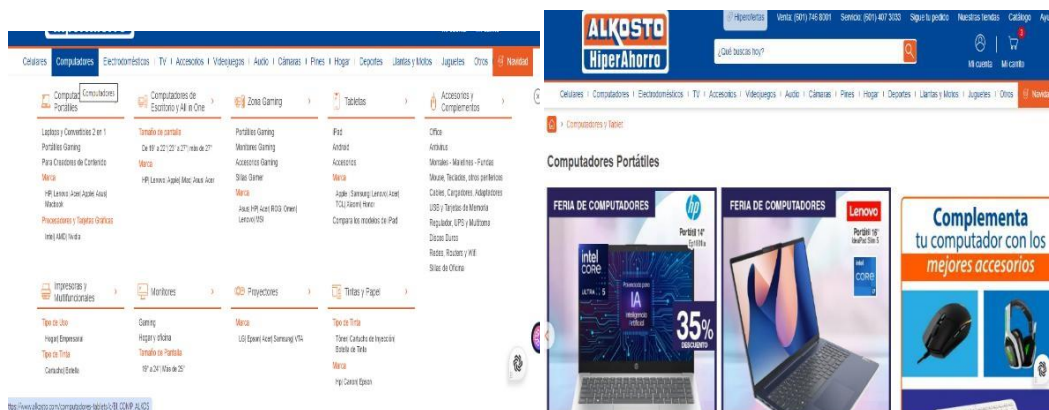 HiperAhorro
Celulares | Computadores | Electrodomésticos | TV | Accesorios | Videojuegos | Audio | Cámaras | Pines | Hogar | Deportes | Llantas y Motos | Juguetes | Otros | Navidad
Computadores
Portátiles
Computadores
Computadores de
Escritorio y All in One
Zona Gaming
Tabletas
Accesorios y
Complementos
Laptops y Convertibles 2 en 1
Portátiles Gaming
Para Creadores de Contenido
Marca
HP| Lenovo| Acer| Apple| Asus|
Macbook
Procesadores y Tarjetas Gráficas
Intel| AMD| Nvidia
Tamaño de pantalla
De 19" a 22"| 23" a 27"| más de 27"
Marca
HP| Lenovo| Apple| iMac| Asus| Acer
Portátiles Gaming
Monitores Gaming
Accesorios Gaming
Sillas Gamer
Marca
Asus| HP| Acer| ROG| Omen|
Lenovo| MSI
iPad
Android
Accesorios
Marca
Apple| Samsung| Lenovo| Acer|
TCL| Xiaomi| Honor
Compara los modelos de iPad
Office
Antivirus
Morrales - Maletines - Fundas
Mouse, Teclados, otros periféricos
Cables, Cargadores, Adaptadores
USB y Tarjetas de Memoria
Regulador, UPS y Multitoma
Discos Duros
Redes, Routers y Wifi
Sillas de Oficina
Impresoras y
Multifuncionales
Monitores
Proyectores
Tintas y Papel
Tipo de Uso
Hogar| Empresarial
Tipo de Tinta
Cartucho| Botella
Gaming
Hogar y oficina
Tamaño de Pantalla
19" a 24"| Más de 25"
Marca
LG| Epson| Acer| Samsung| VTA
Tipo de Tinta
Tóner| Cartucho de Inyección|
Botella de Tinta
Marca
Hp| Canon| Epson
https://www.alkosto.com/computadores-tablet/c/BI_COMP_ALKOS
ALKOSTO
HiperAhorro
Hiperofertas
Venta: (601) 746 8001
Servicio: (601) 407 3033
Sigue tu pedido
Nuestras tiendas
Catálogo
Ayu
¿Qué buscas hoy?
Mi cuenta
Mi carrito
Celulares | Computadores | Electrodomésticos | TV | Accesorios | Videojuegos | Audio | Cámaras | Pines | Hogar | Deportes | Llantas y Motos | Juguetes | Otros | Navida
> Computadores y Tablet
Computadores Portátiles
FERIA DE COMPUTADORES
hp
Portátil 14"
intel
CORE
ULTRA 5
Potenciado para
IA
Inteligencia
Artificial
35%
DESCUENTO
FERIA DE COMPUTADORES
Lenovo
Portátil 16"
IdeaPad Slim 5
intel
CORE
Complementa
tu computador con los
mejores accesorios